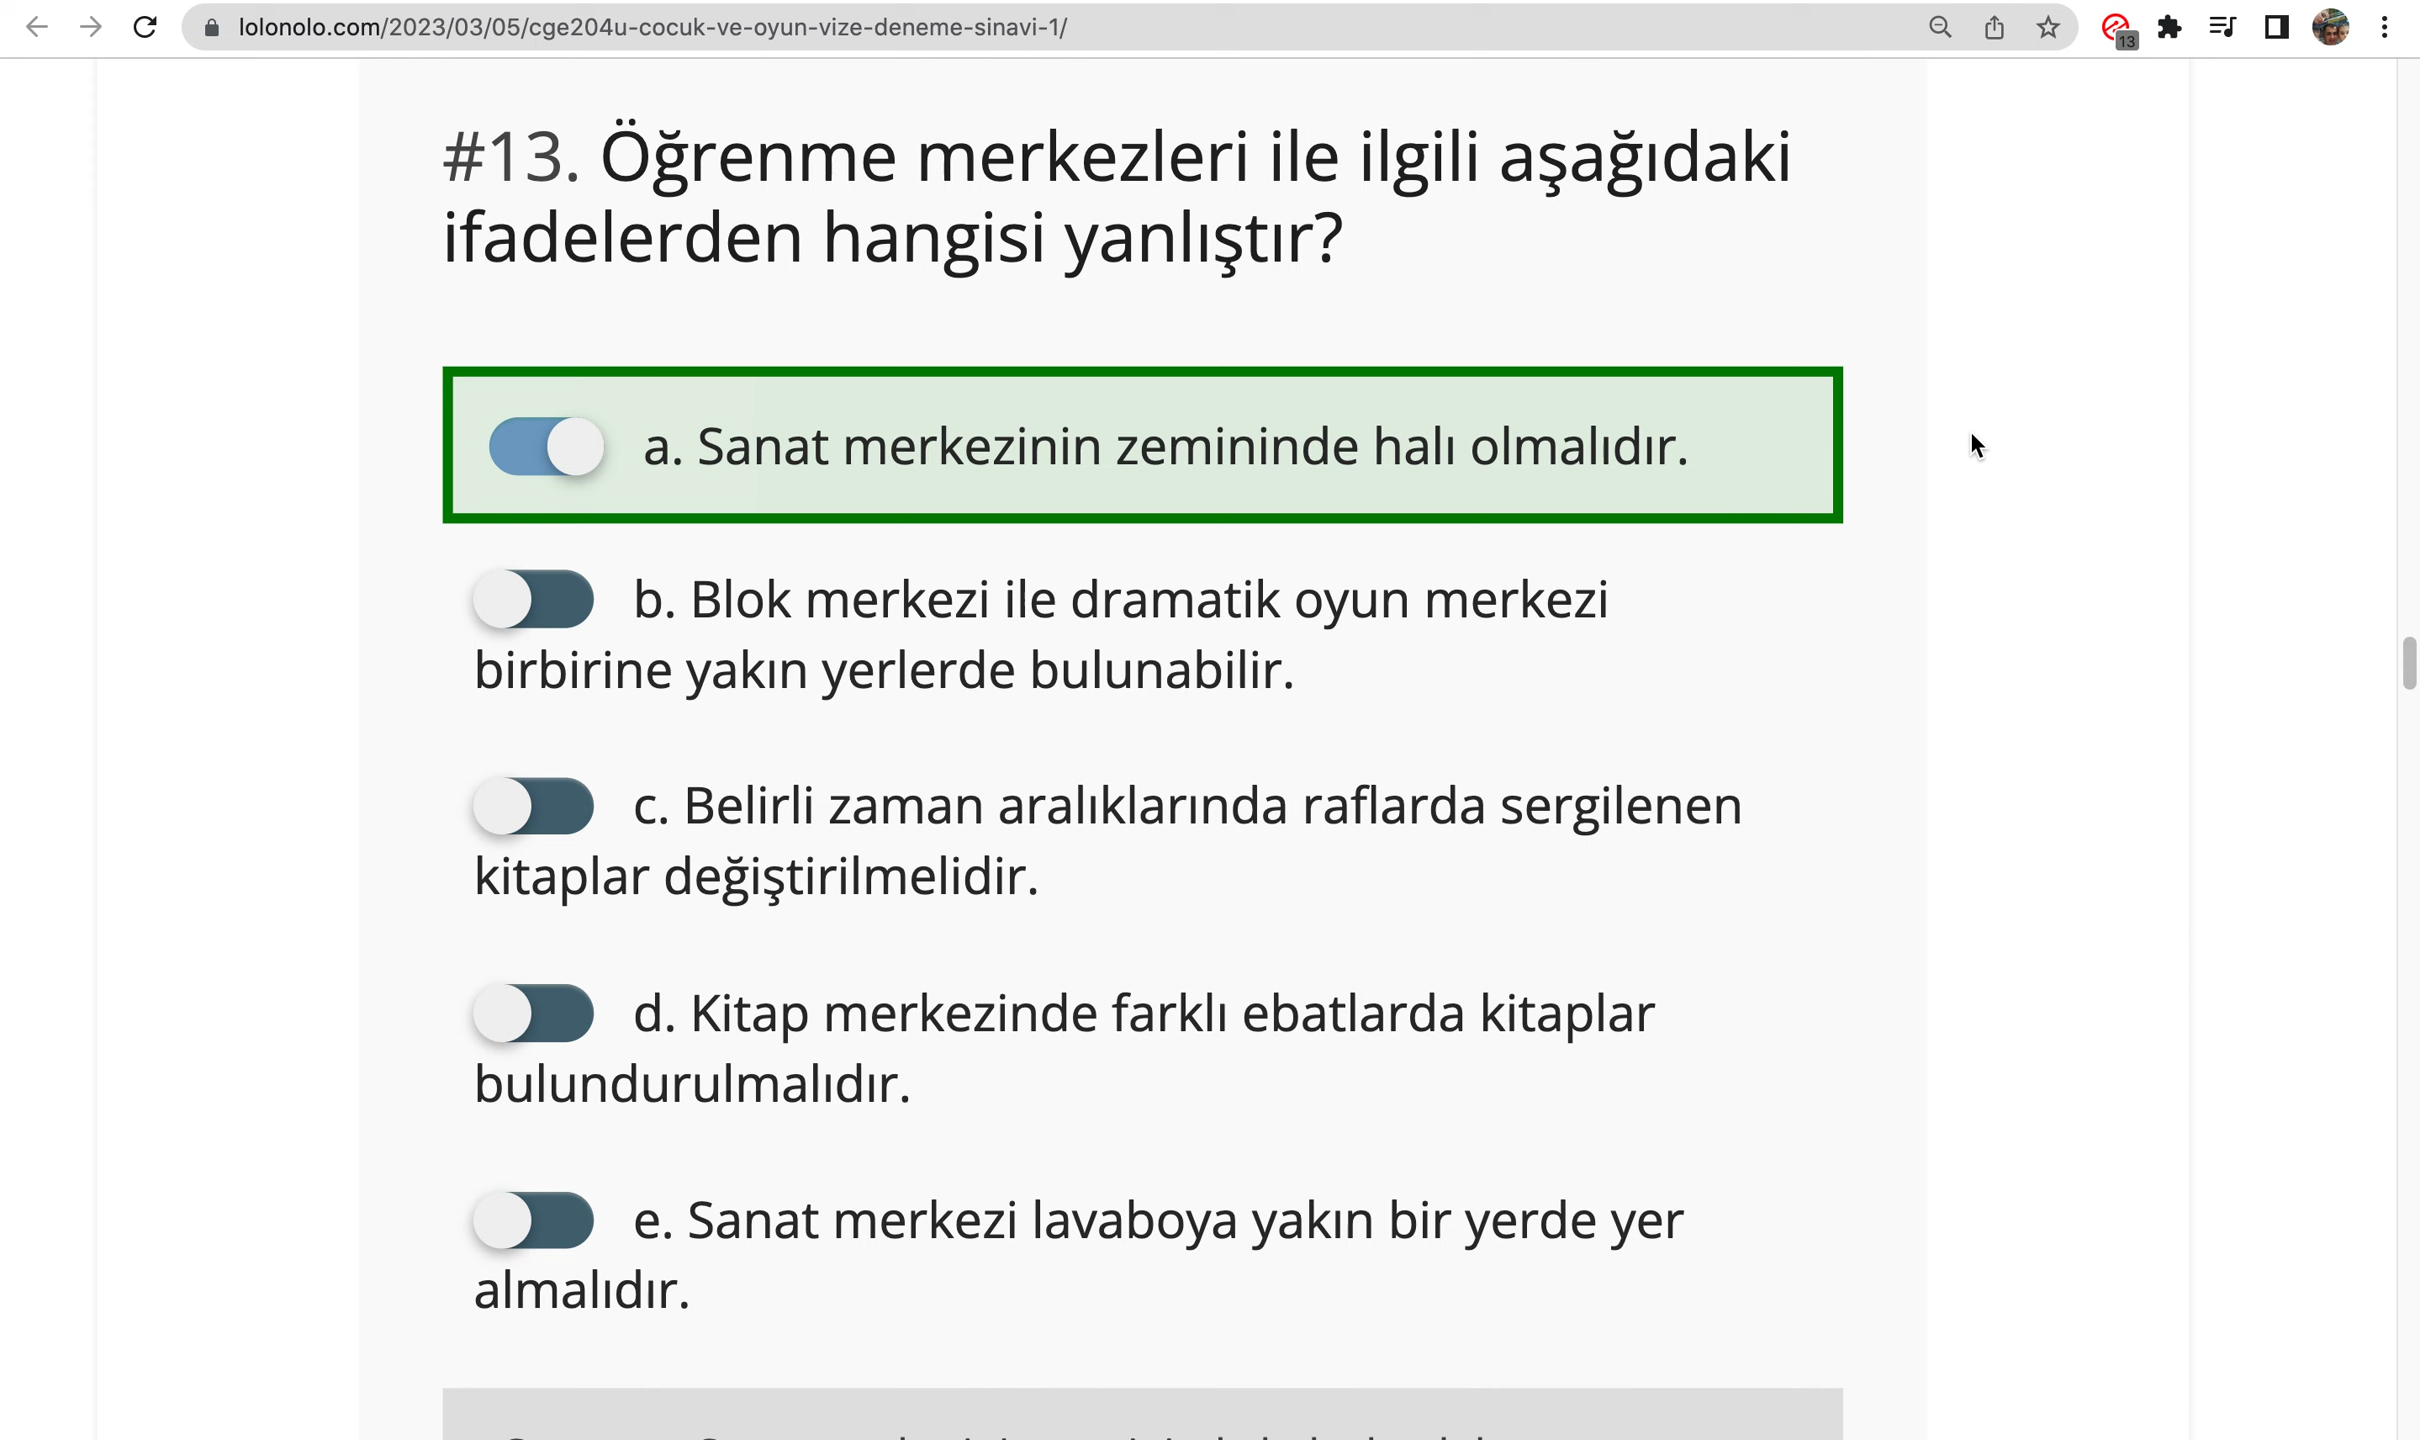 lolonolo.com/2023/03/05/cge204u-cocuk-ve-oyun-vize-deneme-sinavi-1/
13
#13. Öğrenme merkezleri ile ilgili aşağıdaki
ifadelerden hangisi yanlıştır?
a. Sanat merkezinin zemininde halı olmalıdır.
b. Blok merkezi ile dramatik oyun merkezi
birbirine yakın yerlerde bulunabilir.
c. Belirli zaman aralıklarında raflarda sergilenen
kitaplar değiştirilmelidir.
d. Kitap merkezinde farklı ebatlarda kitaplar
bulundurulmalıdır.
e. Sanat merkezi lavaboya yakın bir yerde yer
almalıdır.